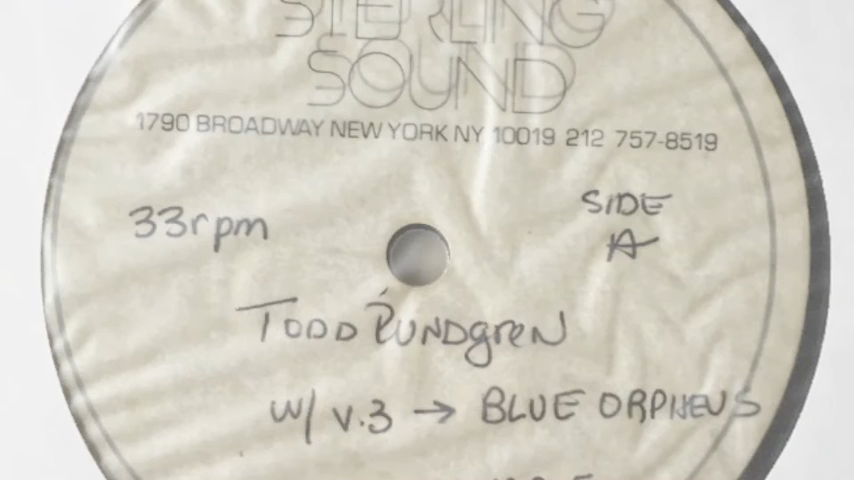 STERLING
SOUND
1790 BROADWAY NEW YORK NY 10019 212 757-8519
33rpm
SIDE
A
TODD RUNDGREN
w/ v.3 → BLUE ORPHEUS